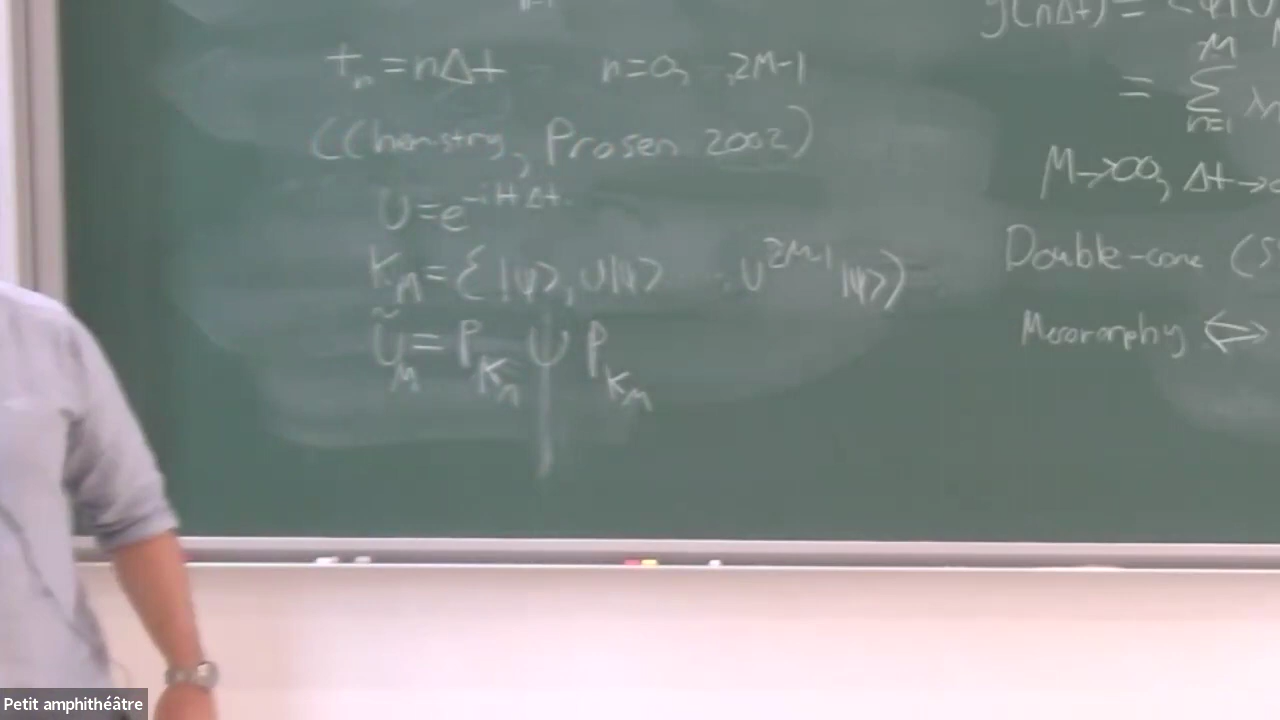 t_n = nΔt n=0, ..., 2M-1
(Chemistry, Prosen 2002)
U = e^{-iHΔt}
K_M = {|ψ>, U|ψ> ... U^{2M-1} |ψ>}
Ũ_M = P_{K_M} U P_{K_M}
g(nΔt) = <ψ|U
= Σ_{n=1}^{M} λ
M→∞, Δt→
Double-cone (S
Meromorphy ⟺
Petit amphithéâtre